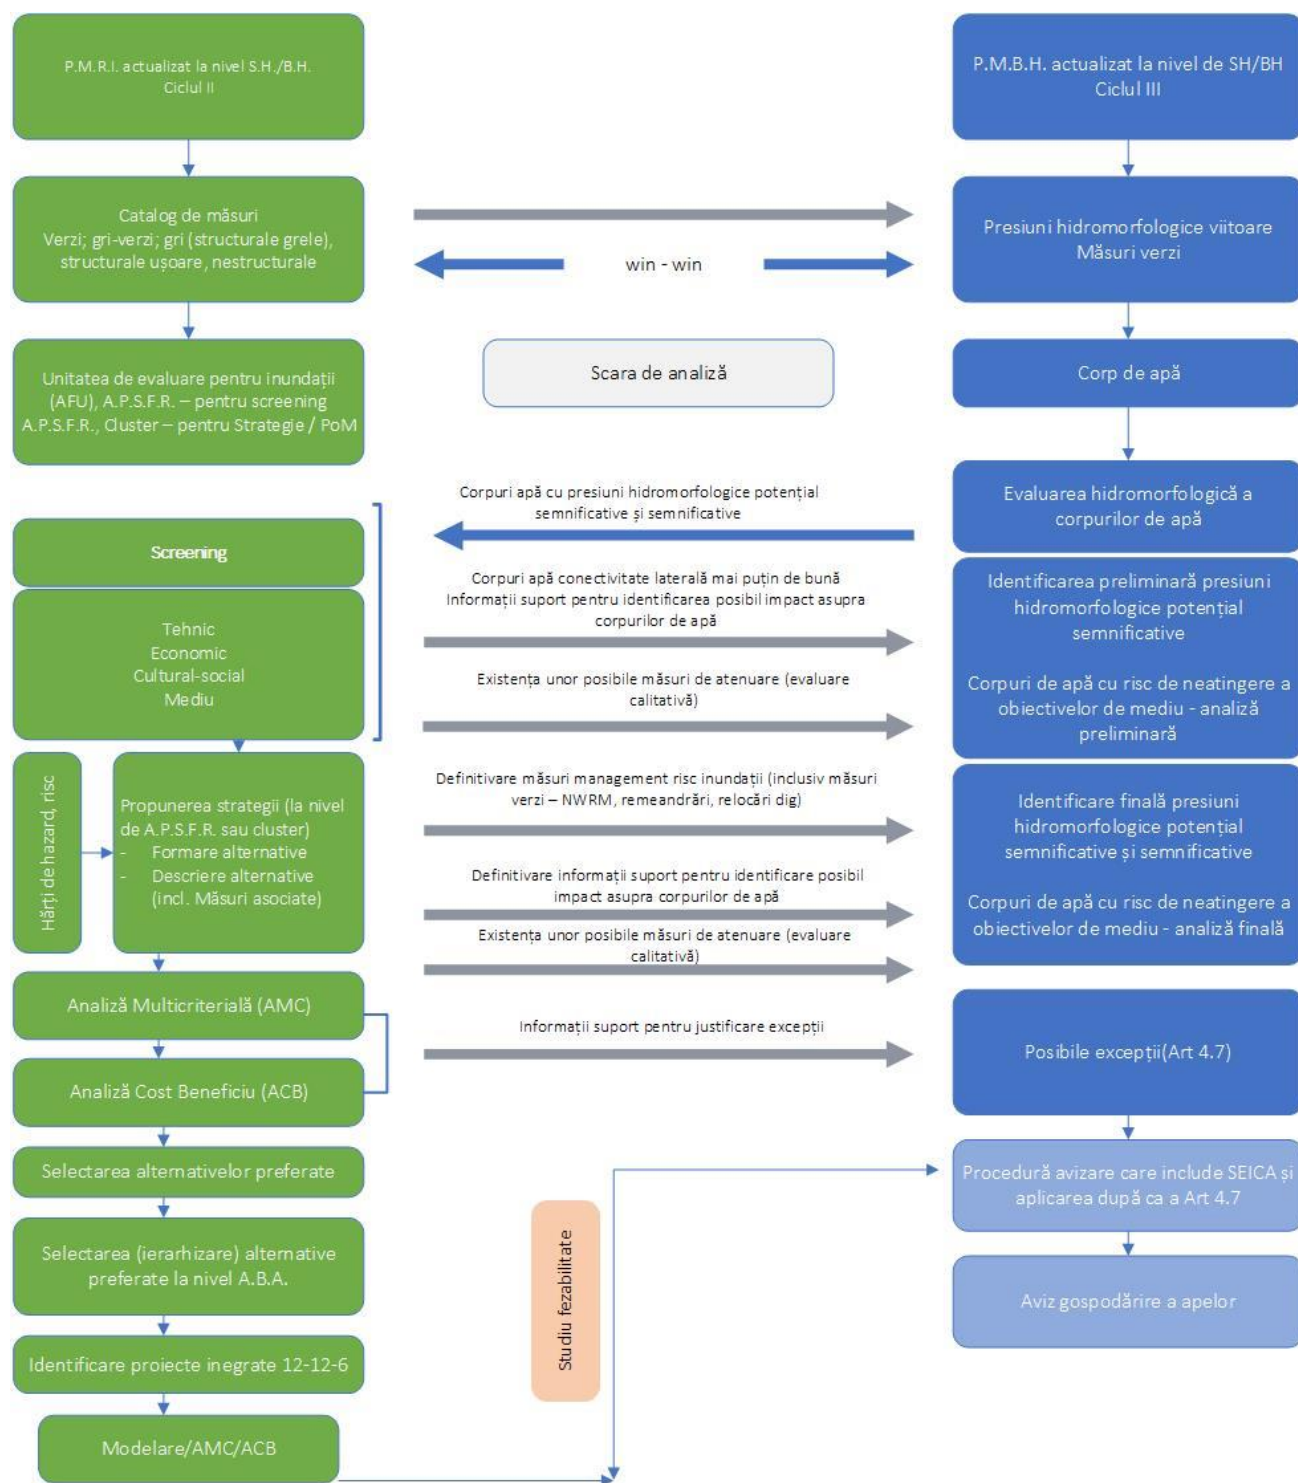 P.M.R.I. actualizat la nivel S.H./B.H.
Ciclul II
P.M.B.H. actualizat la nivel de SH/BH
Ciclul III
Catalog de măsuri
Verzi; gri-verzi; gri (structurale grele),
structurale ușoare, nestructurale
win - win
Presiuni hidromorfologice viitoare
Măsuri verzi
Unitatea de evaluare pentru inundații
(AFU), A.P.S.F.R. – pentru screening
A.P.S.F.R., Cluster – pentru Strategie / PoM
Scara de analiză
Corp de apă
Corpuri apă cu presiuni hidromorfologice potențial
semnificative și semnificative
Evaluarea hidromorfologică a
corpurilor de apă
Screening
Tehnic
Economic
Cultural-social
Mediu
Corpuri apă conectivitate laterală mai puțin de bună
Informații suport pentru identificarea posibil impact asupra
corpurilor de apă
Existența unor posibile măsuri de atenuare (evaluare
calitativă)
Identificarea preliminară presiuni
hidromorfologice potențial
semnificative
Corpuri de apă cu risc de neatingere a
obiectivelor de mediu - analiză
preliminară
Hărți de hazard, risc
Propunerea strategii (la nivel
de A.P.S.F.R. sau cluster)
- Formare alternative
- Descriere alternative
(incl. Măsuri asociate)
Definitivare măsuri management risc inundații (inclusiv măsuri
verzi – NWRM, remeandrări, relocări dig)
Definitivare informații suport pentru identificare posibil
impact asupra corpurilor de apă
Existența unor posibile măsuri de atenuare (evaluare
calitativă)
Identificare finală presiuni
hidromorfologice potențial
semnificative și semnificative
Corpuri de apă cu risc de neatingere a
obiectivelor de mediu - analiză finală
Analiză Multicriterială (AMC)
Analiză Cost Beneficiu (ACB)
Informații suport pentru justificare excepții
Posibile excepții(Art 4.7)
Selectarea alternativelor preferate
Selectarea (ierarhizare) alternative
preferate la nivel A.B.A.
Identificare proiecte inegrate 12-12-6
Modelare/AMC/ACB
Studiu fezabilitate
Procedură avizare care include SEICA și
aplicarea după ca a Art 4.7
Aviz gospodărire a apelor